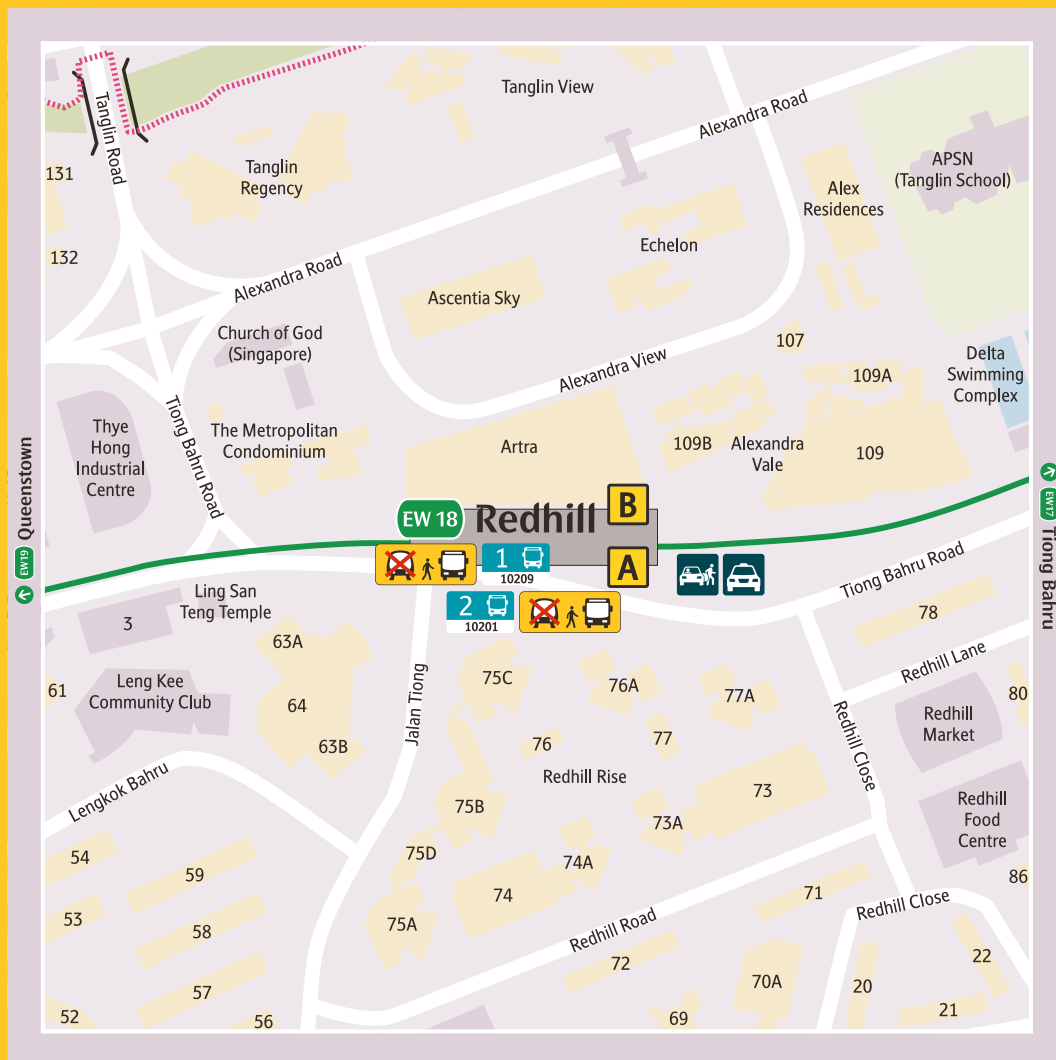 Tanglin View
Alexandra Road
Tanglin Road
APSN
(Tanglin School)
131
Tanglin
Regency
Alex
Residences
132
Echelon
Alexandra Road
Ascentia Sky
Church of God
(Singapore)
107
Alexandra View
Delta
Swimming
Complex
109A
Thye
Hong
Industrial
Centre
Tiong Bahru Road
The Metropolitan
Condominium
Artra
109B
Alexandra
Vale
109
EW19 Queenstown
EW17 Tiong Bahru
EW 18 Redhill
B
A
1
10209
2
10201
Tiong Bahru Road
Ling San
Teng Temple
3
78
63A
Redhill Lane
61
Leng Kee
Community Club
64
63B
Jalan Tiong
75C
76A
77A
80
Redhill
Market
76
77
Redhill Close
Redhill Rise
Lengkok Bahru
75B
73
73A
Redhill
Food
Centre
54
59
75D
74A
86
53
58
75A
74
71
Redhill Close
Redhill Road
72
70A
22
57
20
52
56
69
21